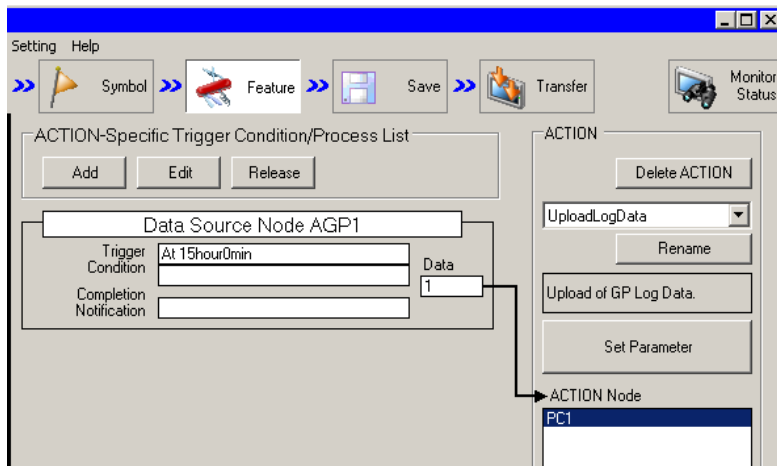 Setting Help
Symbol Feature Save Transfer Monitor Status
ACTION-Specific Trigger Condition/Process List
Add Edit Release
Data Source Node AGP1
Trigger Condition At 15hour0min
Data
1
Completion Notification
ACTION
Delete ACTION
UploadLogData
Rename
Upload of GP Log Data.
Set Parameter
ACTION Node
PC1